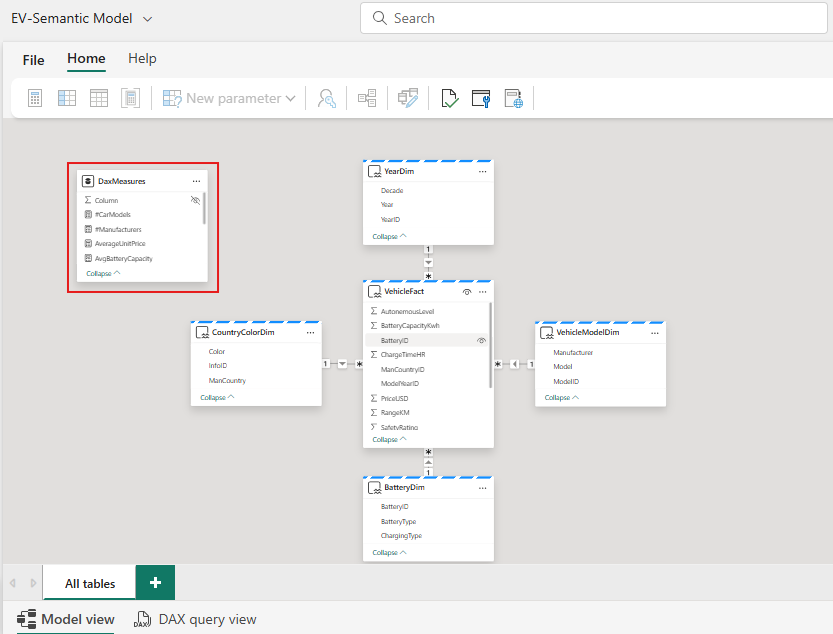 EV-Semantic Model
Search
File Home Help
New parameter
DaxMeasures
Column
#CarModels
#Manufacturers
AverageUnitPrice
AvgBatteryCapacity
Collapse
YearDim
Decade
Year
YearID
Collapse
1
*
VehicleFact
AutonemousLevel
BatteryCapacityKwh
BatteryID
ChargeTimeHR
ManCountryID
ModelYearID
PriceUSD
RangeKM
SafetyRating
Collapse
CountryColorDim
Color
InfoID
ManCountry
Collapse
1 *
VehicleModelDim
Manufacturer
Model
ModelID
Collapse
* 1
*
1
BatteryDim
BatteryID
BatteryType
ChargingType
Collapse
All tables +
Model view DAX DAX query view